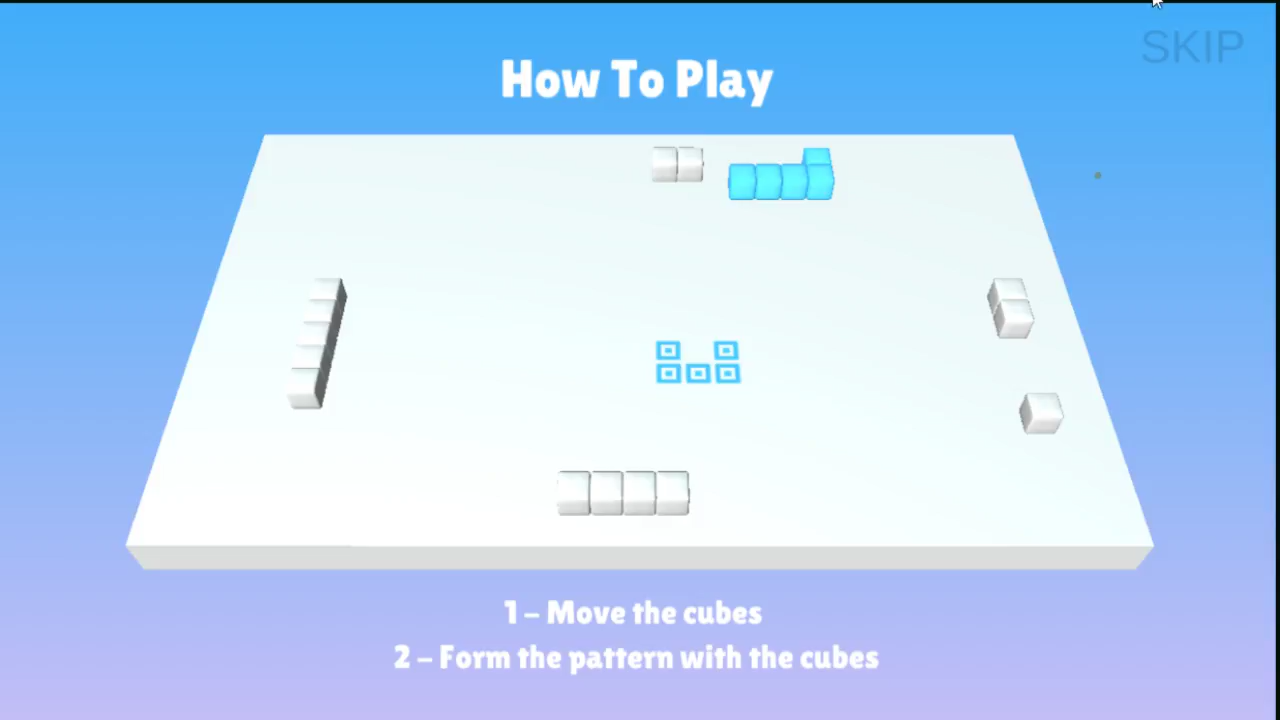 SKIP
How To Play
1 - Move the cubes
2 - Form the pattern with the cubes